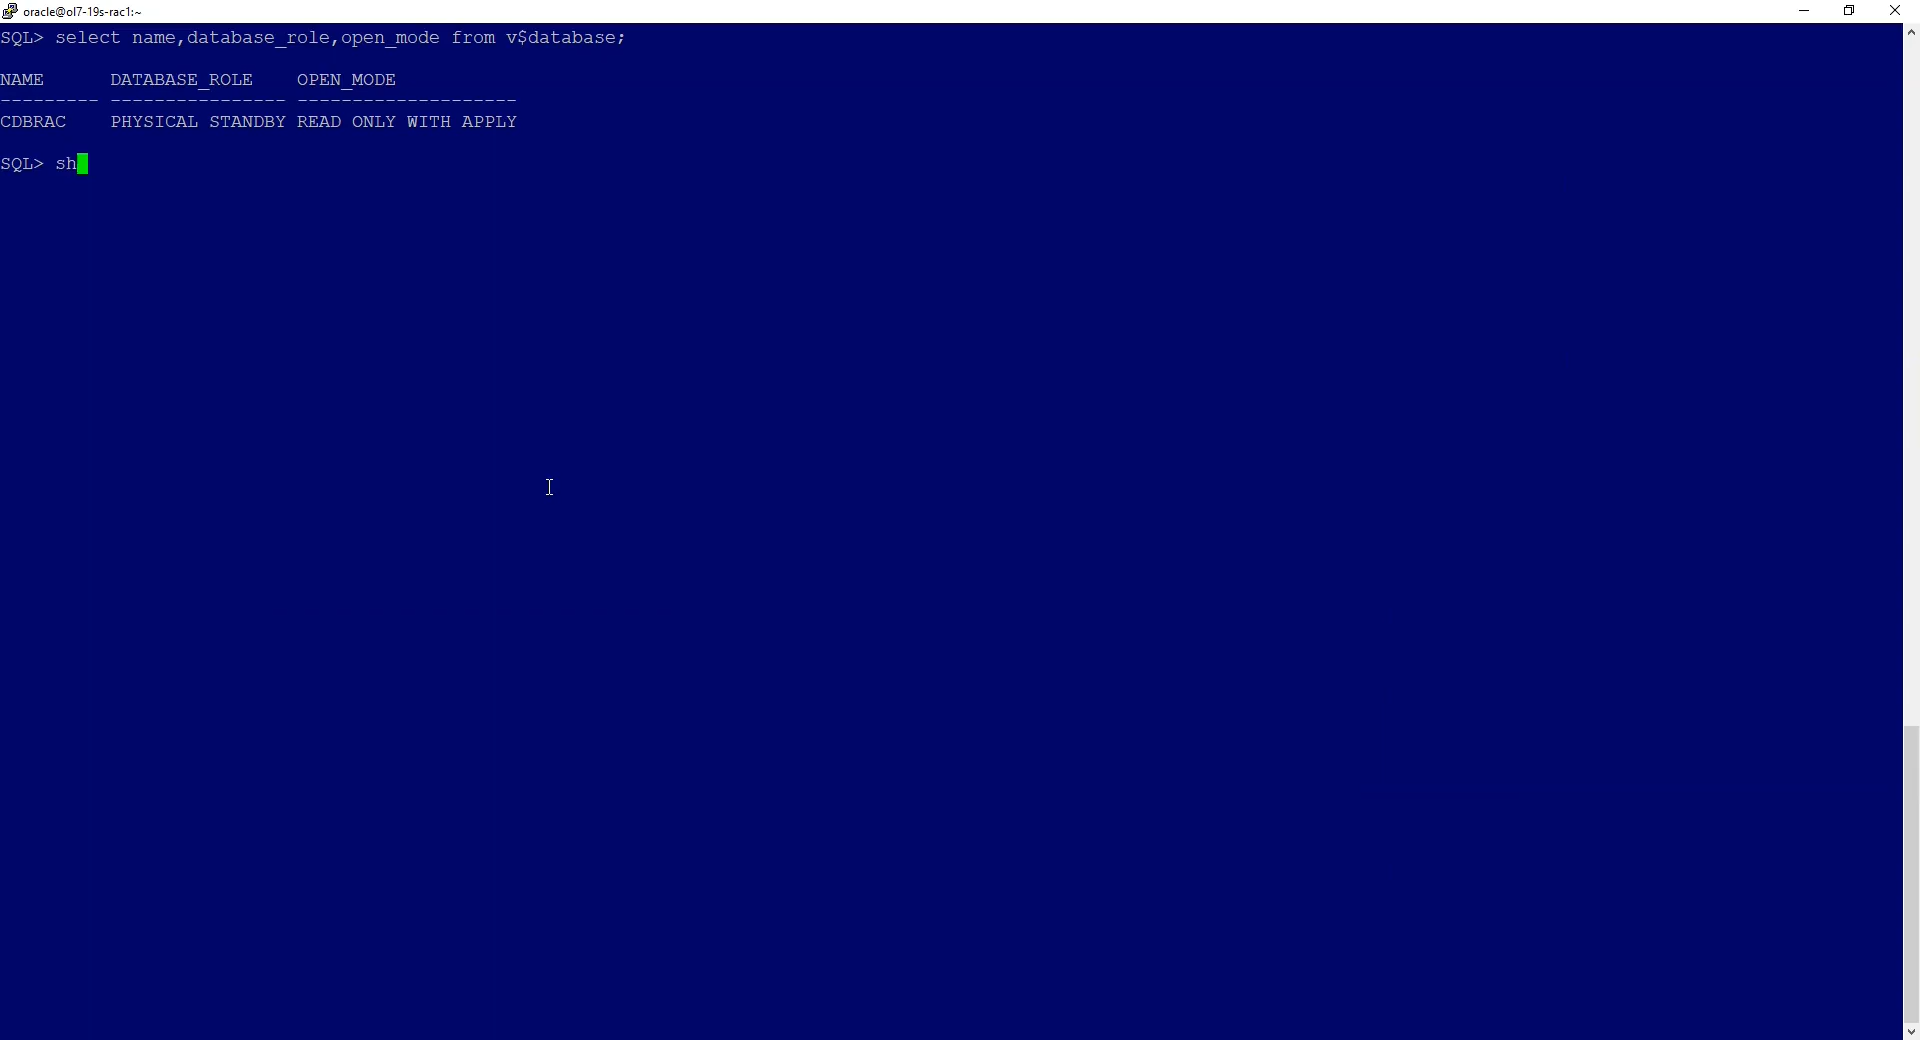 oracle@ol7-19s-rac1:~
SQL> select name,database_role,open_mode from v$database;
NAME      DATABASE_ROLE    OPEN_MODE
--------- ---------------- --------------------
CDBRAC    PHYSICAL STANDBY READ ONLY WITH APPLY
SQL> sh